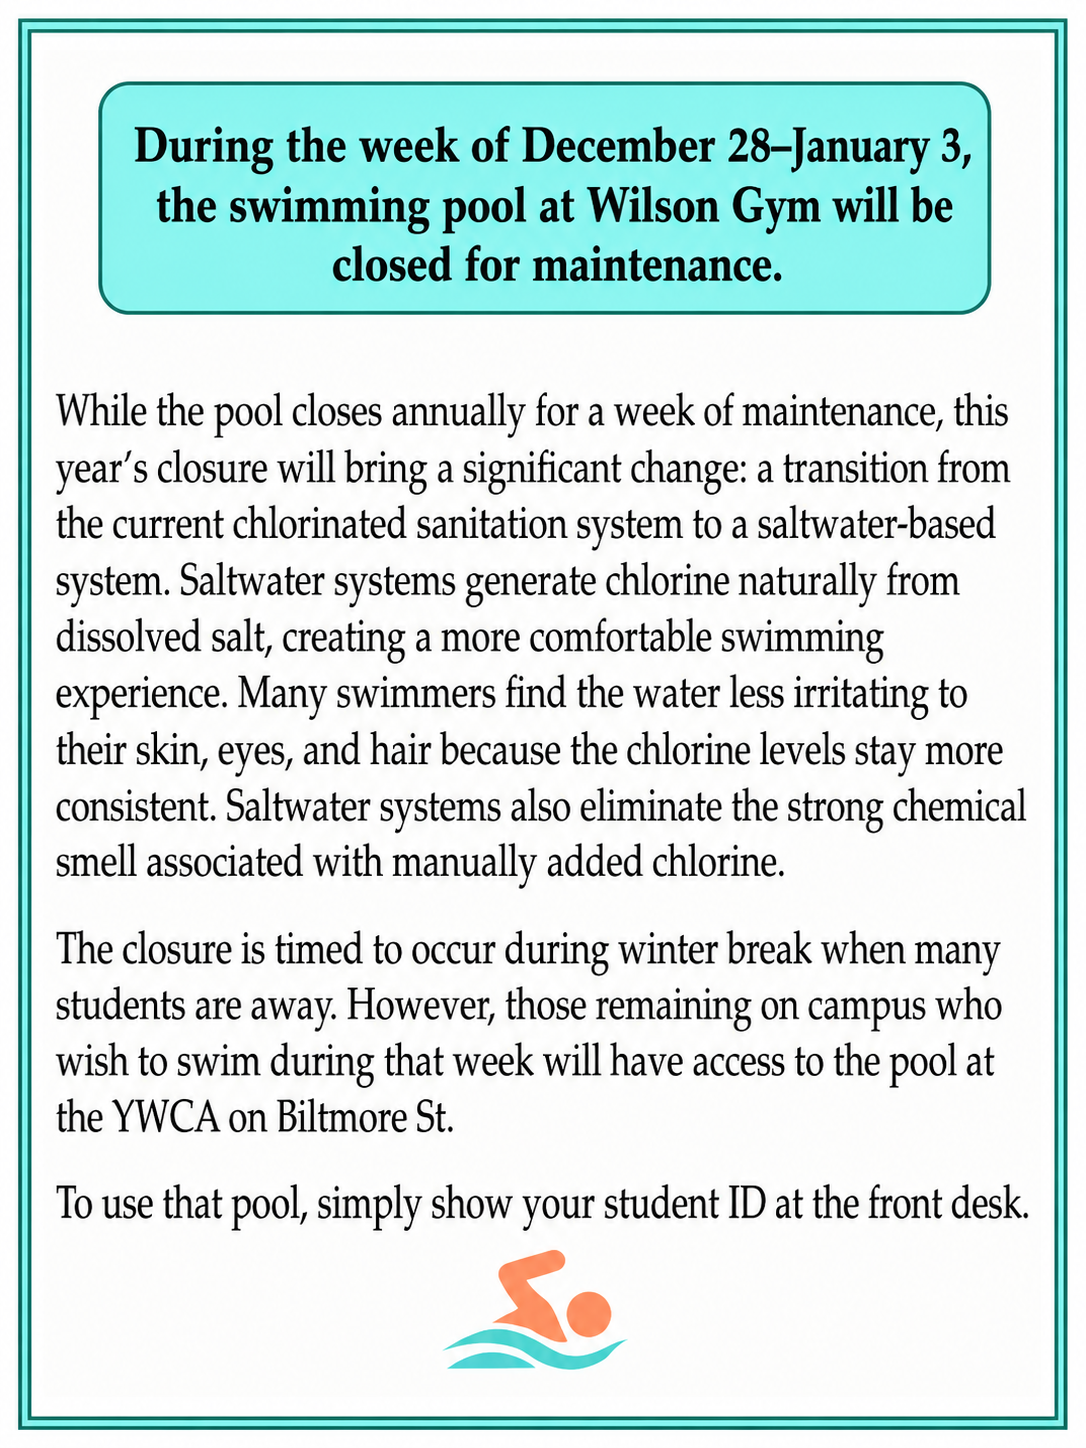 During the week of December 28–January 3,
the swimming pool at Wilson Gym will be
closed for maintenance.
While the pool closes annually for a week of maintenance, this
year’s closure will bring a significant change: a transition from
the current chlorinated sanitation system to a saltwater-based
system. Saltwater systems generate chlorine naturally from
dissolved salt, creating a more comfortable swimming
experience. Many swimmers find the water less irritating to
their skin, eyes, and hair because the chlorine levels stay more
consistent. Saltwater systems also eliminate the strong chemical
smell associated with manually added chlorine.
The closure is timed to occur during winter break when many
students are away. However, those remaining on campus who
wish to swim during that week will have access to the pool at
the YWCA on Biltmore St.
To use that pool, simply show your student ID at the front desk.